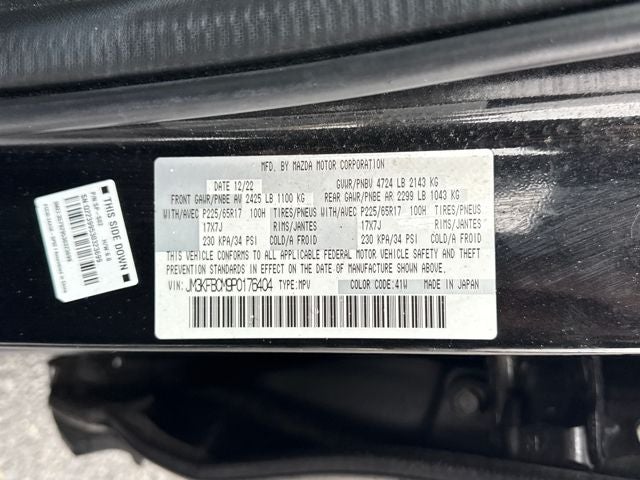 MFD. BY MAZDA MOTOR CORPORATION
DATE 12/22 GVWR/PNBV 4724 LB 2143 KG
FRONT GAWR/PNBE AV 2425 LB 1100 KG REAR GAWR/PNBE AR 2299 LB 1043 KG
WITH/AVEC P225/65R17 100H TIRES/PNEUS WITH/AVEC P225/65R17 100H TIRES/PNEUS
17X7J RIMS/JANTES 17X7J RIMS/JANTES
230 KPA/34 PSI COLD/A FROID 230 KPA/34 PSI COLD/A FROID
THIS VEHICLE CONFORMS TO ALL APPLICABLE FEDERAL MOTOR VEHICLE SAFETY AND THEFT
PREVENTION STANDARDS IN EFFECT ON THE DATE OF MANUFACTURE SHOWN ABOVE.
VIN: JM3KFBCM9P0176404 TYPE:MPV COLOR CODE:41W MADE IN JAPAN
THIS SIDE DOWN